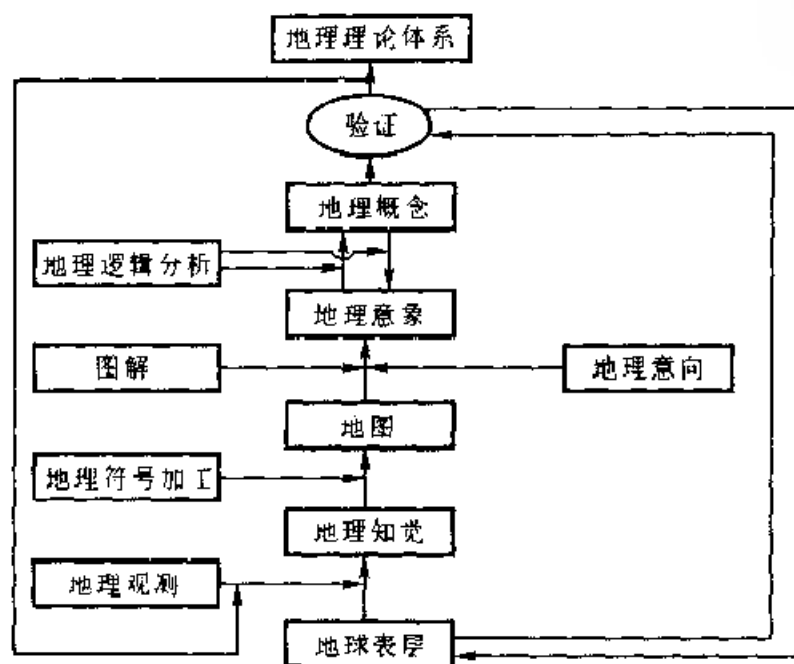 地理理论体系
验证
地理概念
地理逻辑分析
地理意象
图解
地理意向
地图
地理符号加工
地理知觉
地理观测
地球表层